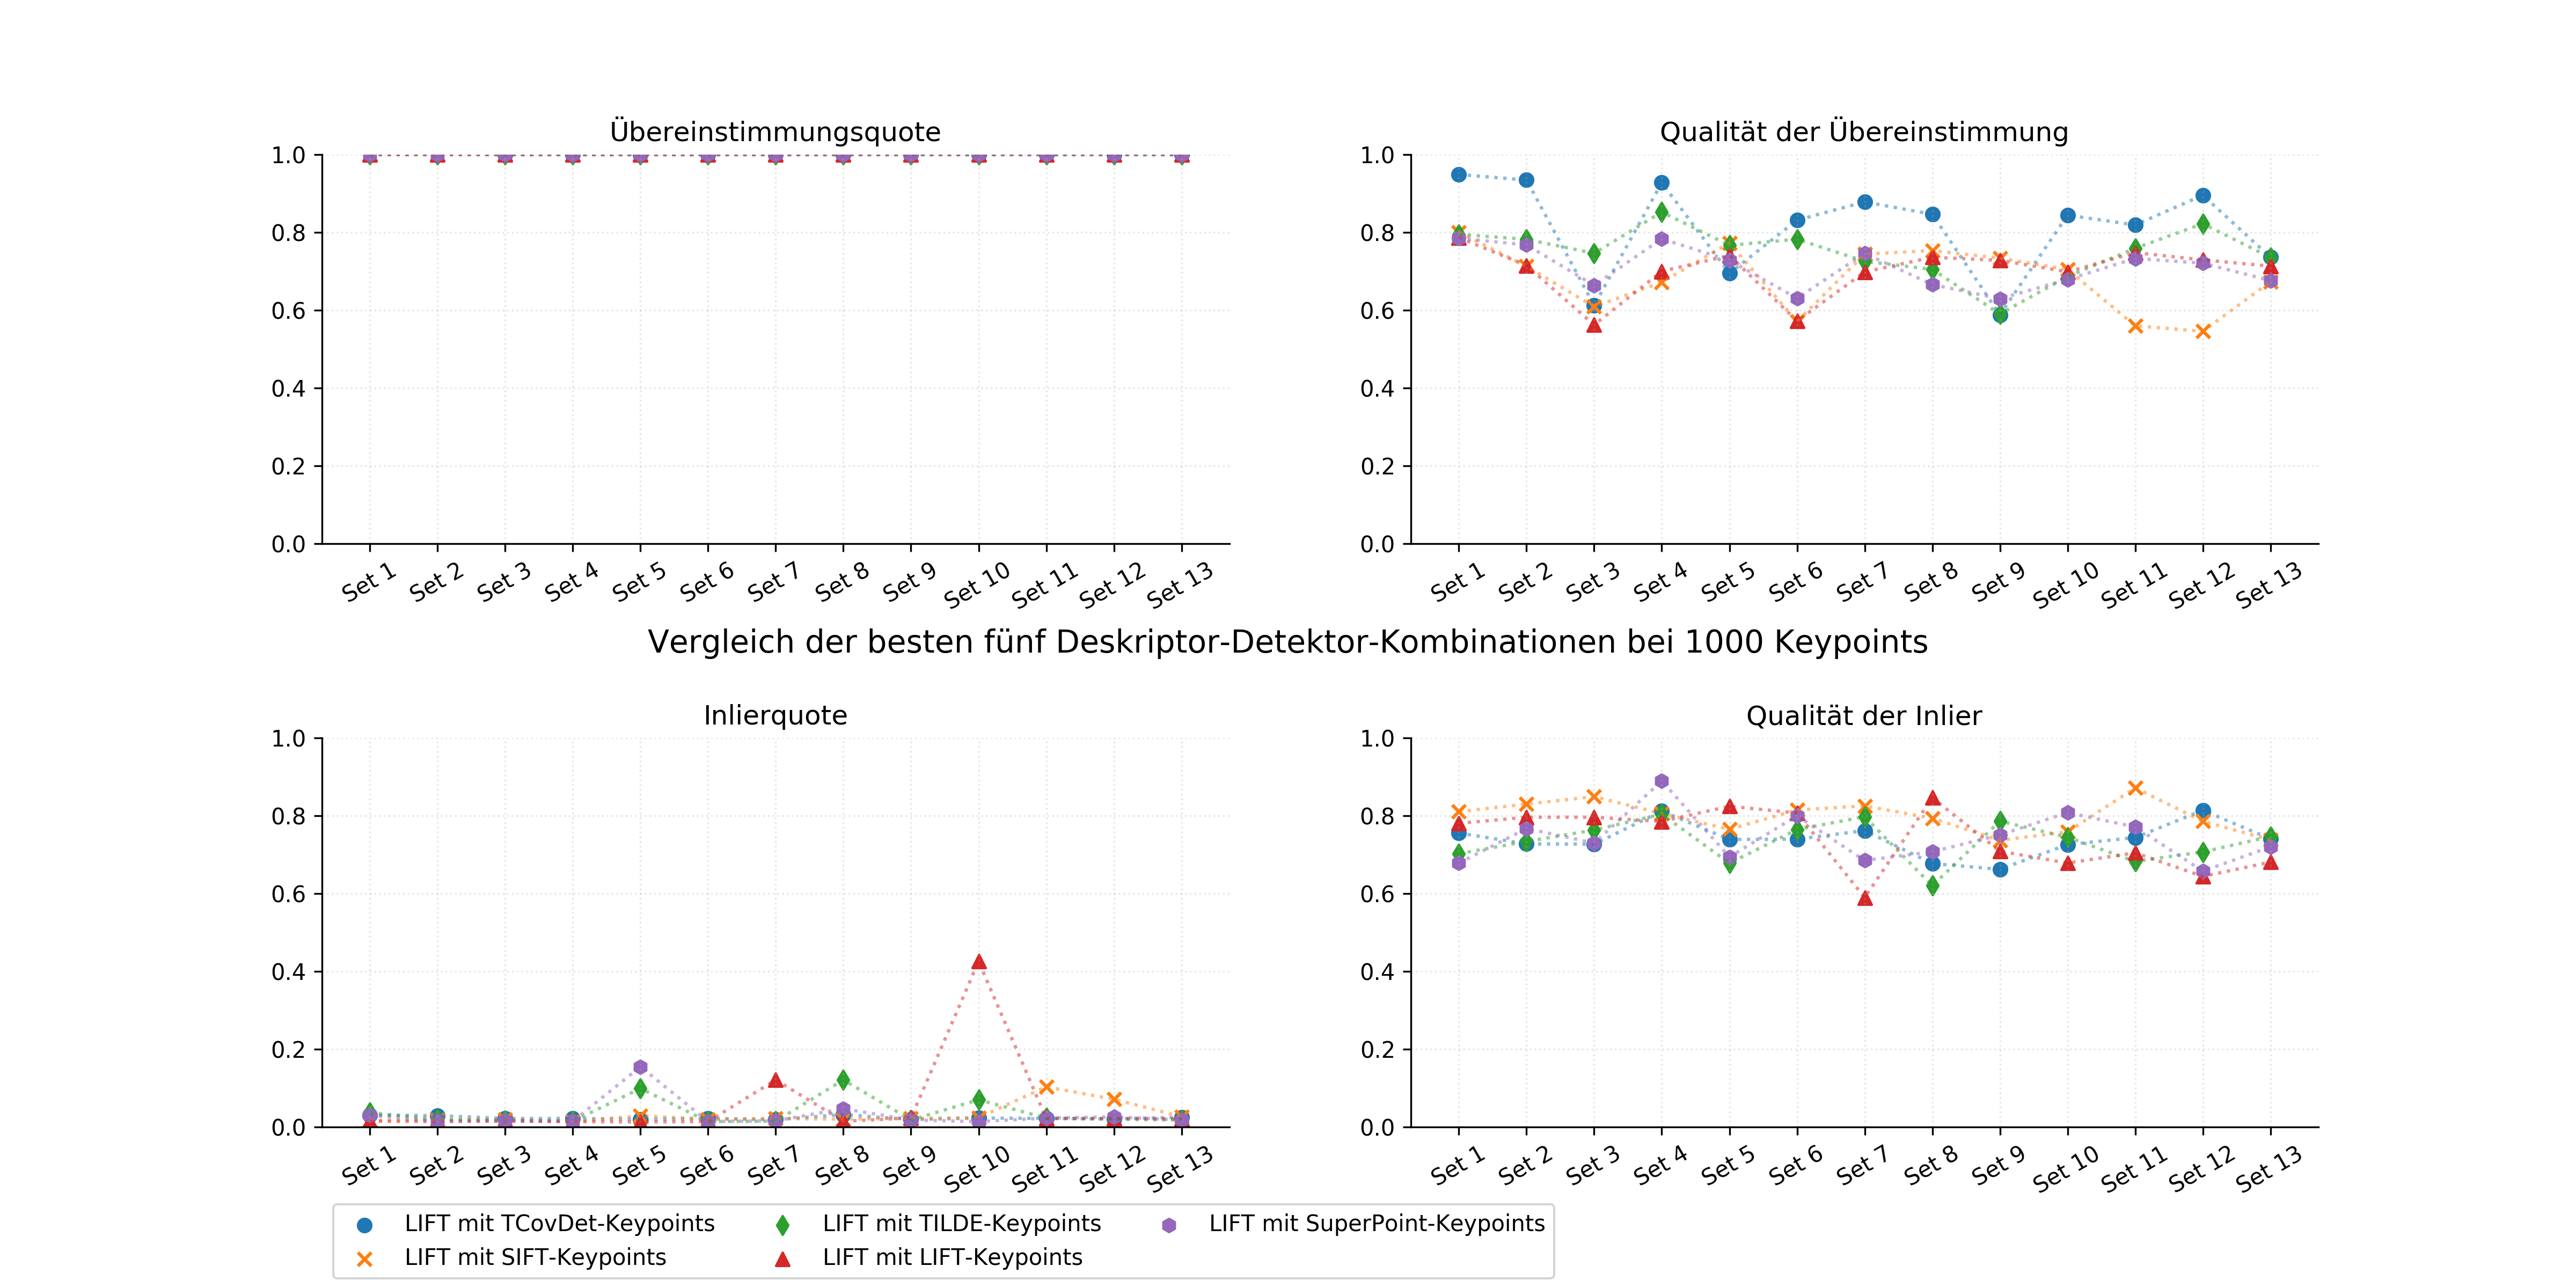 Übereinstimmungsquote
1.0
0.8
0.6
0.4
0.2
0.0
Set 1 Set 2 Set 3 Set 4 Set 5 Set 6 Set 7 Set 8 Set 9 Set 10 Set 11 Set 12 Set 13
Qualität der Übereinstimmung
1.0
0.8
0.6
0.4
0.2
0.0
Set 1 Set 2 Set 3 Set 4 Set 5 Set 6 Set 7 Set 8 Set 9 Set 10 Set 11 Set 12 Set 13
Vergleich der besten fünf Deskriptor-Detektor-Kombinationen bei 1000 Keypoints
Inlierquote
1.0
0.8
0.6
0.4
0.2
0.0
Set 1 Set 2 Set 3 Set 4 Set 5 Set 6 Set 7 Set 8 Set 9 Set 10 Set 11 Set 12 Set 13
Qualität der Inlier
1.0
0.8
0.6
0.4
0.2
0.0
Set 1 Set 2 Set 3 Set 4 Set 5 Set 6 Set 7 Set 8 Set 9 Set 10 Set 11 Set 12 Set 13
LIFT mit TCovDet-Keypoints
LIFT mit SIFT-Keypoints
LIFT mit TILDE-Keypoints
LIFT mit LIFT-Keypoints
LIFT mit SuperPoint-Keypoints